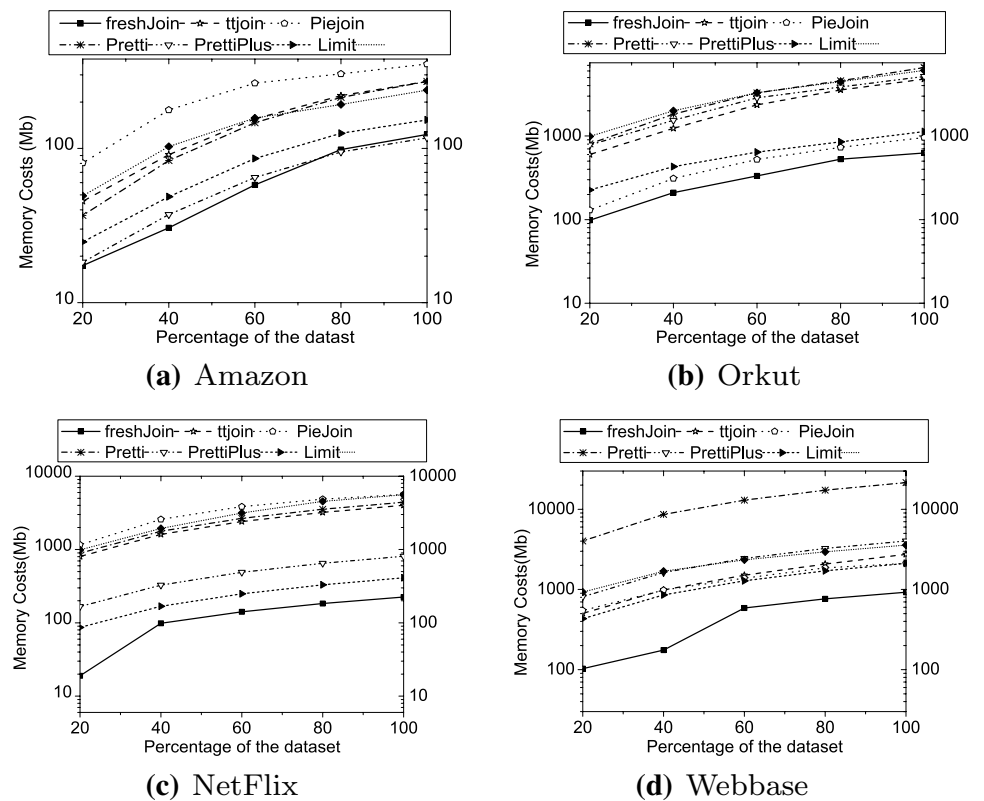 freshJoin ttjoin PieJoin
Pretti PrettiPlus Limit
Memory Costs (Mb)
100
10
100
10
20 40 60 80 100
Percentage of the datast
(a) Amazon
freshJoin ttjoin PieJoin
Pretti PrettiPlus Limit
Memory Costs(Mb)
1000
100
10
1000
100
10
20 40 60 80 100
Percentage of the dataset
(b) Orkut
freshJoin ttjoin PieJoin
Pretti PrettiPlus Limit
Memory Costs(Mb)
10000
1000
100
10
10000
1000
100
10
20 40 60 80 100
Percentage of the dataset
(c) NetFlix
freshJoin ttjoin PieJoin
Pretti PrettiPlus Limit
Memory Costs(Mb)
10000
1000
100
10000
1000
100
20 40 60 80 100
Percentage of the dataset
(d) Webbase